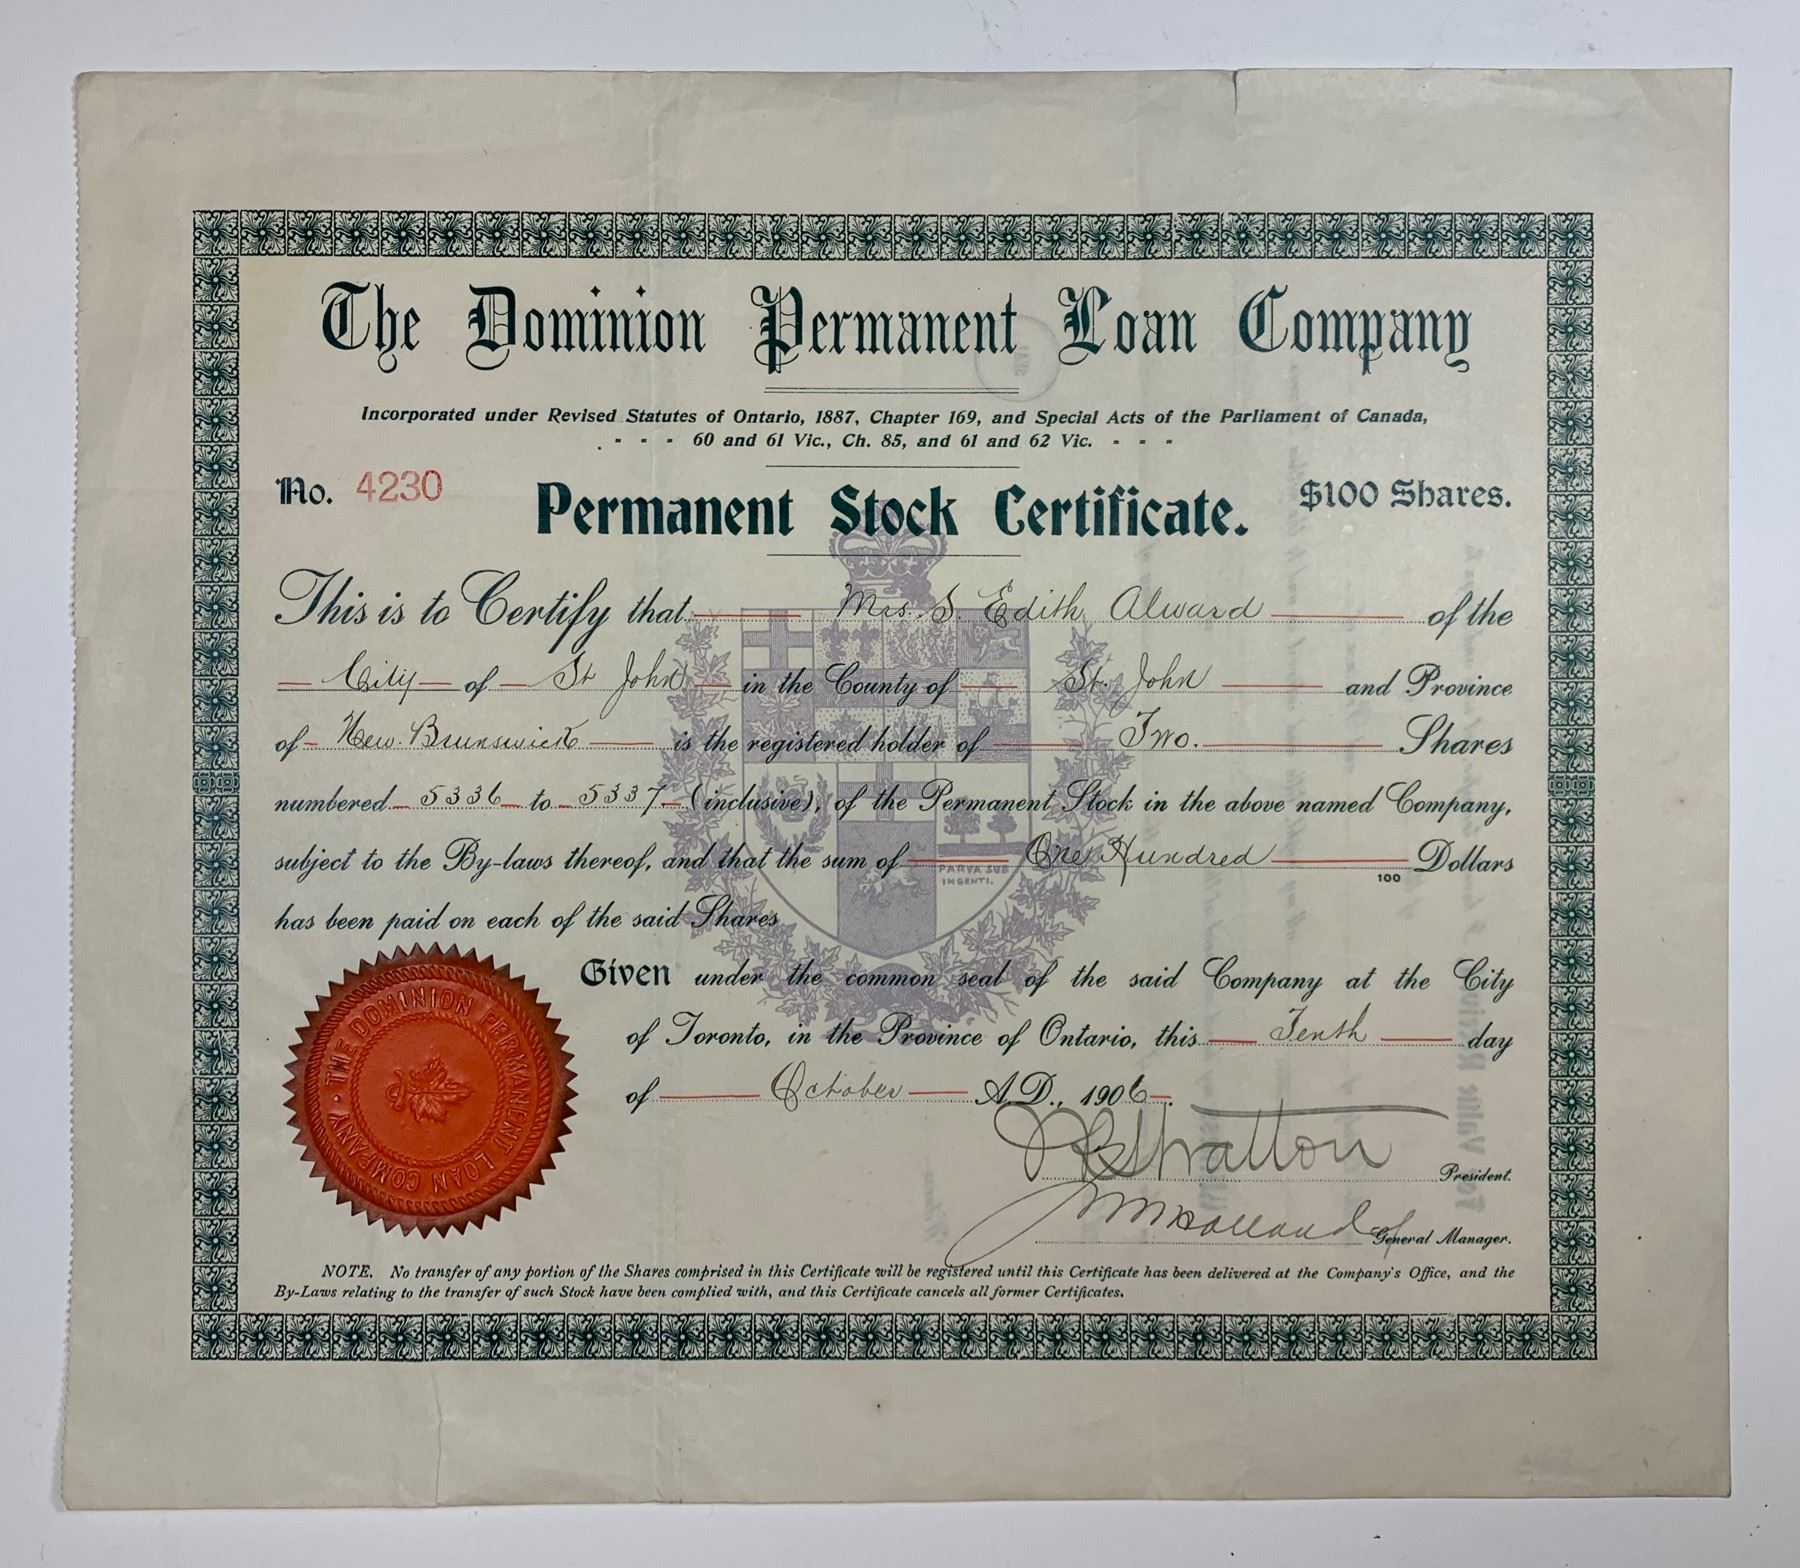 The Dominion Permanent Loan Company
Incorporated under Revised Statutes of Ontario, 1887, Chapter 169, and Special Acts of the Parliament of Canada,
- - - 60 and 61 Vic., Ch. 85, and 61 and 62 Vic. - - -
No. 4230 Permanent Stock Certificate. $100 Shares.
This is to Certify that Mrs. S. Edith Alward of the
City of St John in the County of St. John and Province
of New Brunswick is the registered holder of Two. Shares
numbered 5336 to 5337 (inclusive), of the Permanent Stock in the above named Company,
subject to the By-laws thereof, and that the sum of One Hundred 100 Dollars
PARVA SUB
INGENTI.
has been paid on each of the said Shares
Given under the common seal of the said Company at the City
of Toronto, in the Province of Ontario, this Tenth day
of October A.D., 1906.
J R Stratton President.
F M Holland General Manager.
THE DOMINION PERMANENT LOAN COMPANY
NOTE. No transfer of any portion of the Shares comprised in this Certificate will be registered until this Certificate has been delivered at the Company's Office, and the
By-Laws relating to the transfer of such Stock have been complied with, and this Certificate cancels all former Certificates.